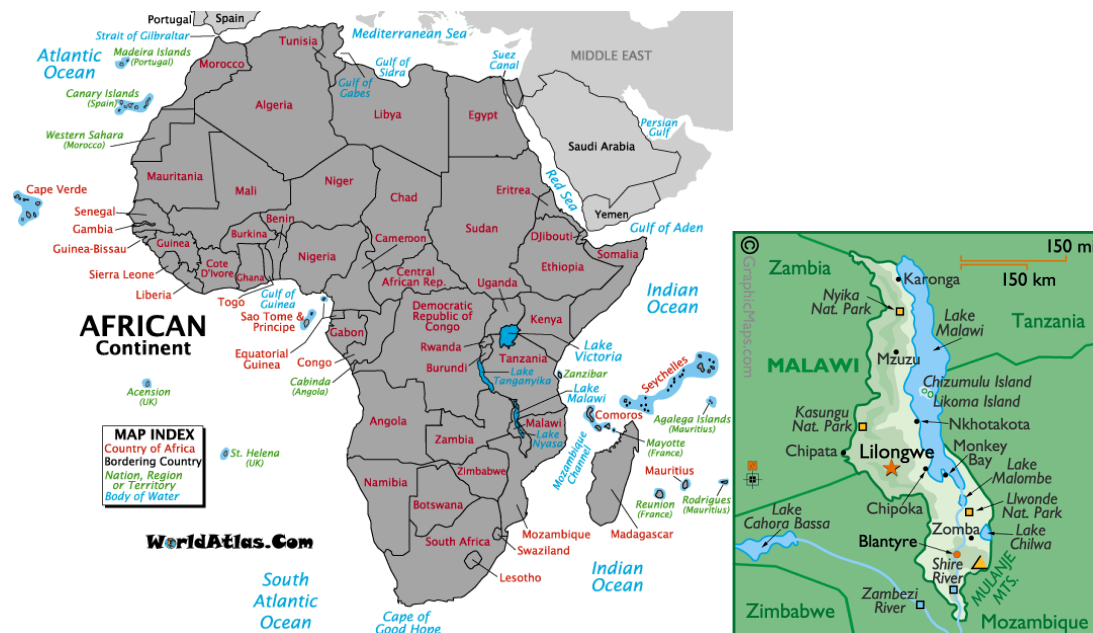 Portugal
Spain
Strait of Gilbraltar
Mediterranean Sea
MIDDLE EAST
Atlantic
Ocean
Madeira Islands
(Portugal)
Tunisia
Morocco
Gulf of
Sidra
Suez
Canal
Gulf of
Gabes
Canary Islands
(Spain)
Algeria
Libya
Egypt
Persian
Gulf
Western Sahara
(Morocco)
Saudi Arabia
Red Sea
Mauritania
Mali
Niger
Chad
Cape Verde
Eritrea
Senegal
Gambia
Guinea-Bissau
Guinea
Burkina
Benin
Sudan
Yemen
Gulf of Aden
DJibouti
Cameroon
Nigeria
Somalia
Ethiopia
Sierra Leone
Cote
D'Ivore
Ghana
Central
African Rep.
Uganda
Liberia
Togo
Gulf of
Guinea
Indian
Ocean
Democratic
Republic of
Congo
Sao Tome &
Principe
Kenya
AFRICAN
Continent
Gabon
Rwanda
Lake
Victoria
Equatorial
Guinea
Congo
Burundi
Tanzania
Lake
Tanganyika
Zanzibar
Seychelles
Cabinda
(Angola)
Acension
(UK)
Lake
Malawi
Comoros
Agalega Islands
(Mauritius)
Angola
Malawi
Lake
Nyasa
Zambia
Mayotte
(France)
Mozambique
Channel
MAP INDEX
Country of Africa
Bordering Country
Nation, Region
or Territory
Body of Water
St. Helena
(UK)
Zimbabwe
Mauritius
Namibia
Botswana
Reunion
(France)
Rodrigues
(Mauritius)
South Africa
Mozambique
Swaziland
Madagascar
WorldAtlas.Com
Lesotho
South
Atlantic
Ocean
Indian
Ocean
Cape of
Good Hope
© GraphicMaps.com
150 mi
150 km
Zambia
Karonga
Nyika
Nat. Park
Lake
Malawi
Tanzania
Mzuzu
MALAWI
Chizumulu Island
Likoma Island
Kasungu
Nat. Park
Nkhotakota
Chipata
Lilongwe
Monkey
Bay
Lake
Malombe
N
Chipóka
LIwonde
Nat. Park
Lake
Cahora Bassa
Zomba
Lake
Chilwa
Blantyre
Shire
River
MULANJE
MTS.
Zambezi
River
Zimbabwe
Mozambique